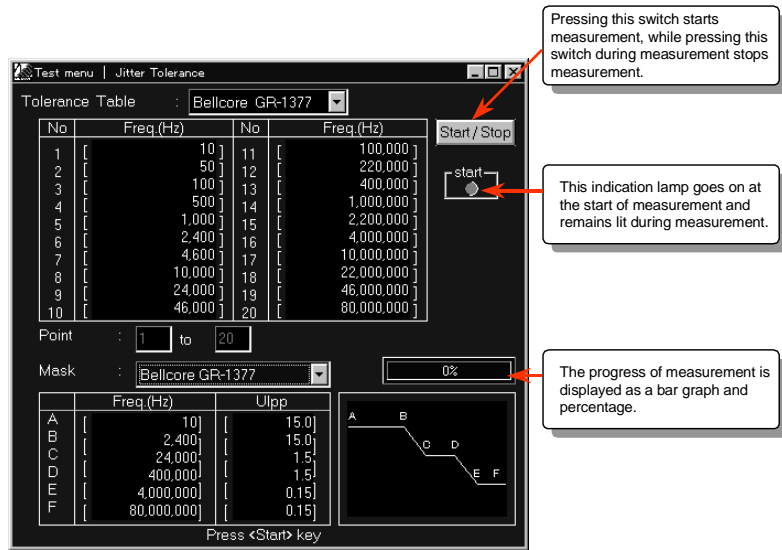 Pressing this switch starts
measurement, while pressing this
switch during measurement stops
measurement.
Test menu | Jitter Tolerance
Tolerance Table : Bellcore GR-1377
No Freq.(Hz) No Freq.(Hz)
1 [ 10 ] 11 [ 100,000 ]
2 [ 50 ] 12 [ 220,000 ]
3 [ 100 ] 13 [ 400,000 ]
4 [ 500 ] 14 [ 1,000,000 ]
5 [ 1,000 ] 15 [ 2,200,000 ]
6 [ 2,400 ] 16 [ 4,000,000 ]
7 [ 4,600 ] 17 [ 10,000,000 ]
8 [ 10,000 ] 18 [ 22,000,000 ]
9 [ 24,000 ] 19 [ 46,000,000 ]
10 [ 46,000 ] 20 [ 80,000,000 ]
Start / Stop
start
This indication lamp goes on at
the start of measurement and
remains lit during measurement.
Point : 1 to 20
Mask : Bellcore GR-1377
0%
The progress of measurement is
displayed as a bar graph and
percentage.
Freq.(Hz) UIpp
A [ 10] [ 15.0]
B [ 2,400] [ 15.0]
C [ 24,000] [ 1.5]
D [ 400,000] [ 1.5]
E [ 4,000,000] [ 0.15]
F [ 80,000,000] [ 0.15]
A B
C D
E F
Press <Start> key